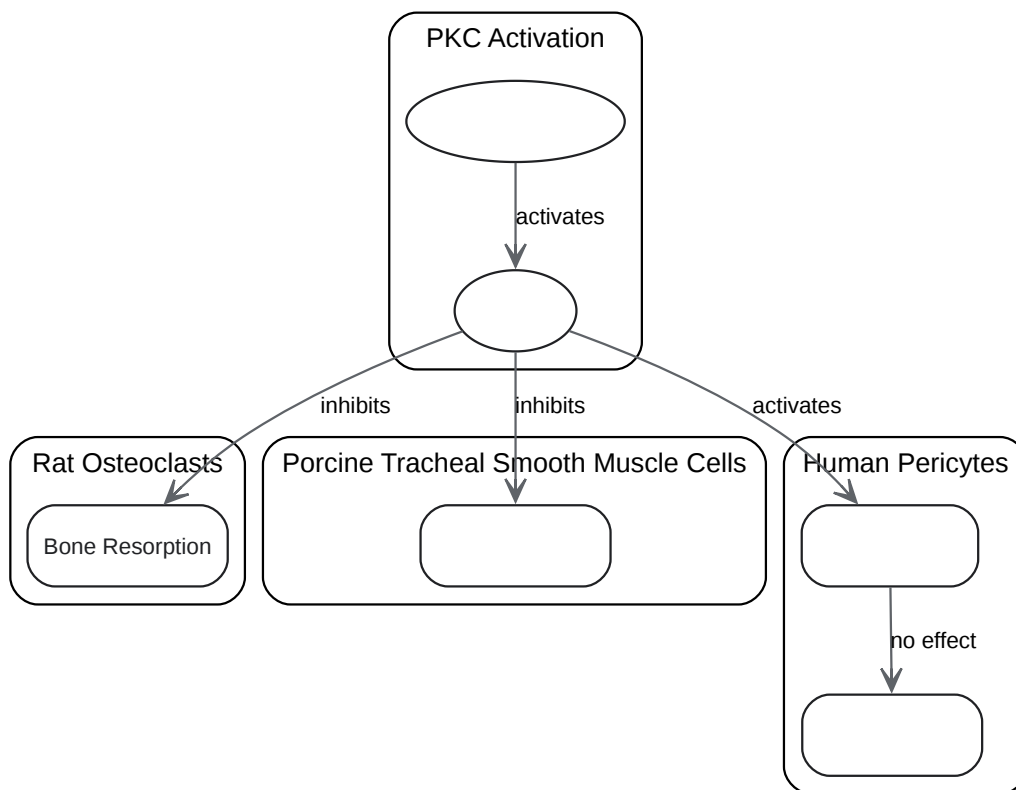 PKC Activation
activates
inhibits
inhibits
activates
Rat Osteoclasts
Porcine Tracheal Smooth Muscle Cells
Human Pericytes
Bone Resorption
no effect